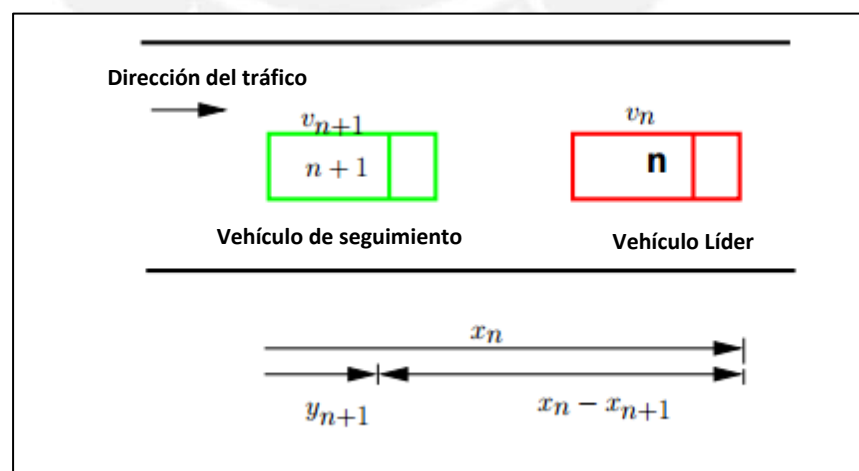 Dirección del tráfico
v_{n+1} v_n
n + 1 n
Vehículo de seguimiento Vehículo Líder
x_n
y_{n+1} x_n − x_{n+1}